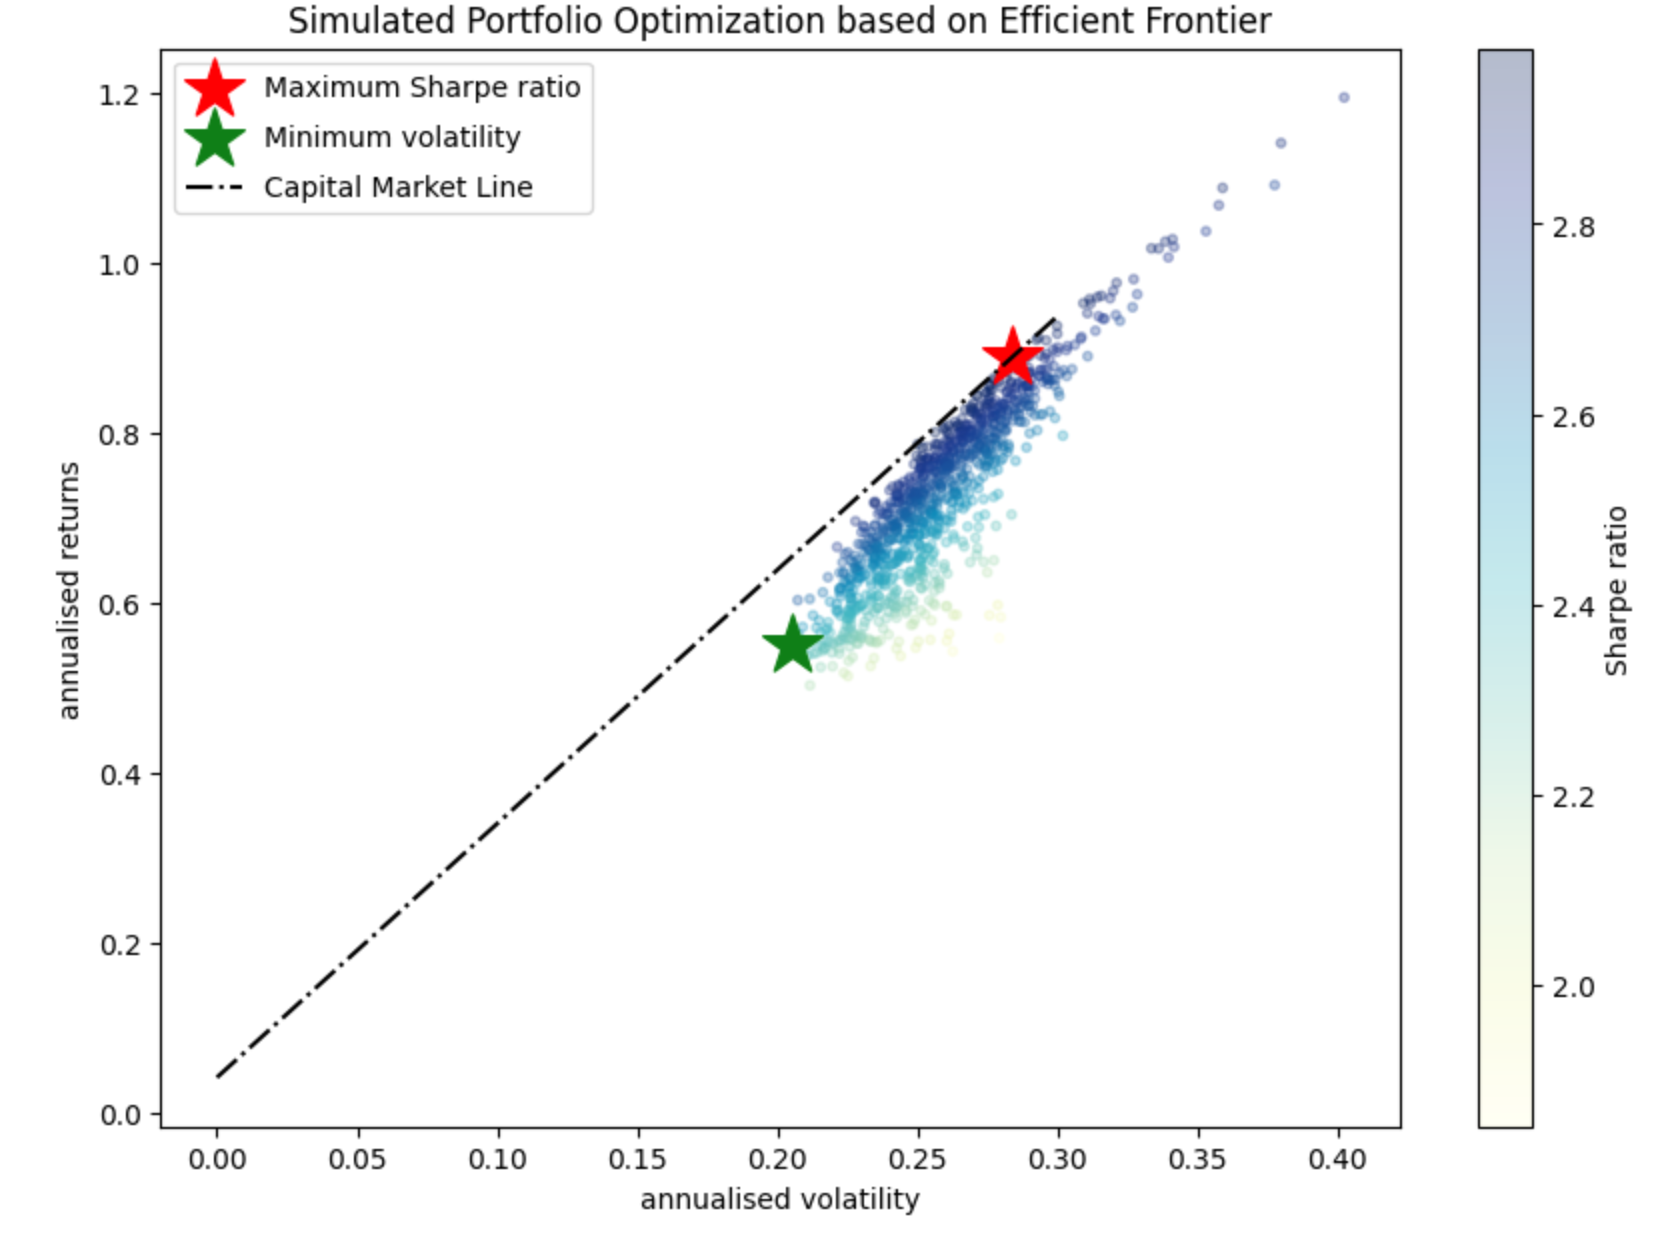 Simulated Portfolio Optimization based on Efficient Frontier
Maximum Sharpe ratio
Minimum volatility
Capital Market Line
1.2
1.0
0.8
0.6
0.4
0.2
0.0
annualised returns
0.00 0.05 0.10 0.15 0.20 0.25 0.30 0.35 0.40
annualised volatility
2.8
2.6
2.4
2.2
2.0
Sharpe ratio